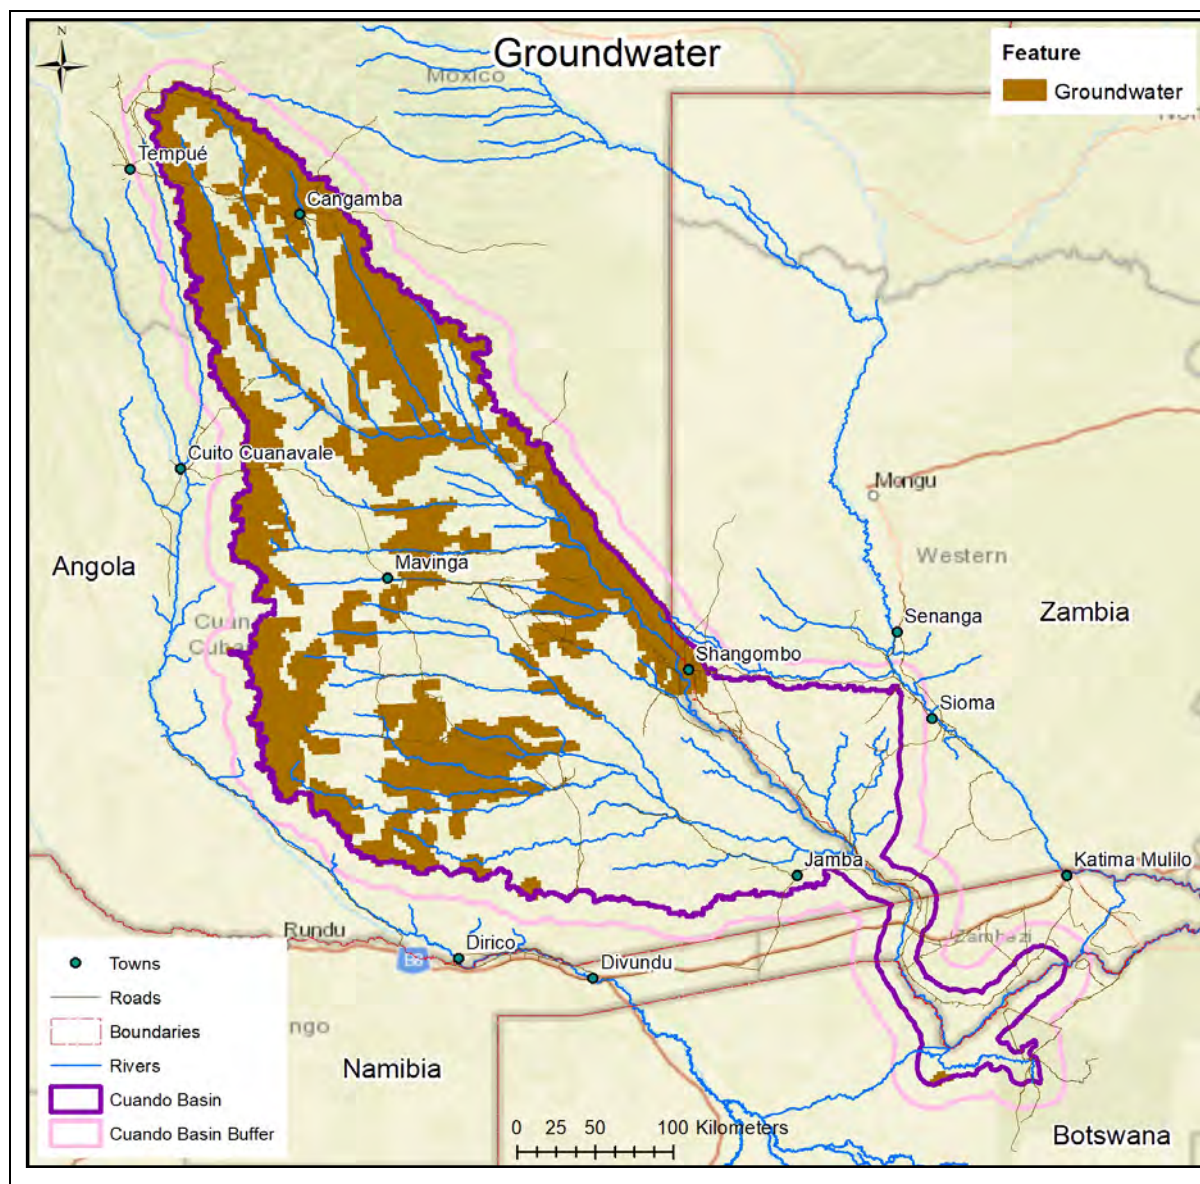 N
Groundwater
Feature
Groundwater
Moxico
Tempué
Cangamba
Cuito Cuanavale
Mongu
Western
Angola
Mavinga
Zambia
Senanga
Shangombo
Sioma
Jamba
Katima Mulilo
Zambezi
Rundu
Dirico
Divundu
B8
ngo
Namibia
Botswana
Towns
Roads
Boundaries
Rivers
Cuando Basin
Cuando Basin Buffer
0 25 50 100 Kilometers